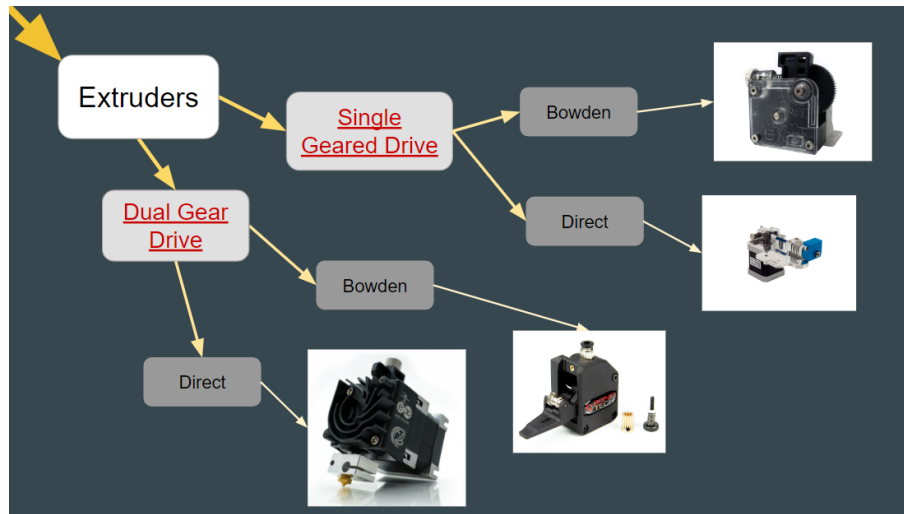 Extruders
Single
Geared Drive
Bowden
Direct
Dual Gear
Drive
Bowden
Direct